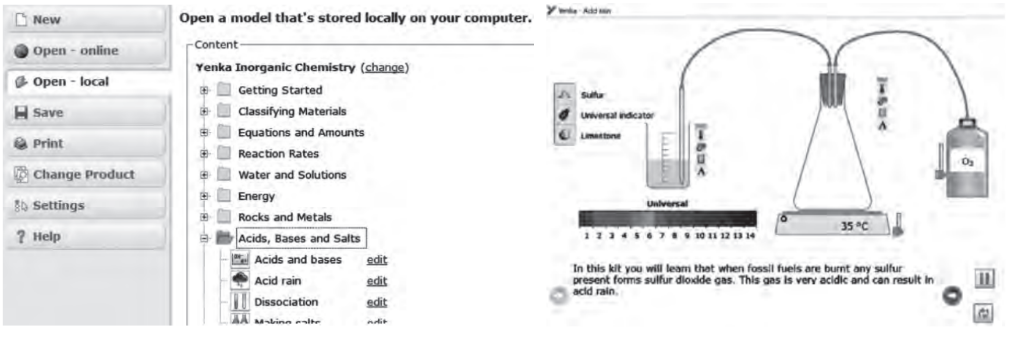 New
Open - online
Open - local
Save
Print
Change Product
Settings
? Help
Open a model that's stored locally on your computer.
Content
Yenka Inorganic Chemistry (change)
Getting Started
Classifying Materials
Equations and Amounts
Reaction Rates
Water and Solutions
Energy
Rocks and Metals
Acids, Bases and Salts
Acids and bases edit
Acid rain edit
Dissociation edit
Making salts edit
Yenka - Acid rain
Sulfur
Universal indicator
Limestone
O₂
Universal
1 2 3 4 5 6 7 8 9 10 11 12 13 14
35 °C
In this kit you will learn that when fossil fuels are burnt any sulfur
present forms sulfur dioxide gas. This gas is very acidic and can result in
acid rain.